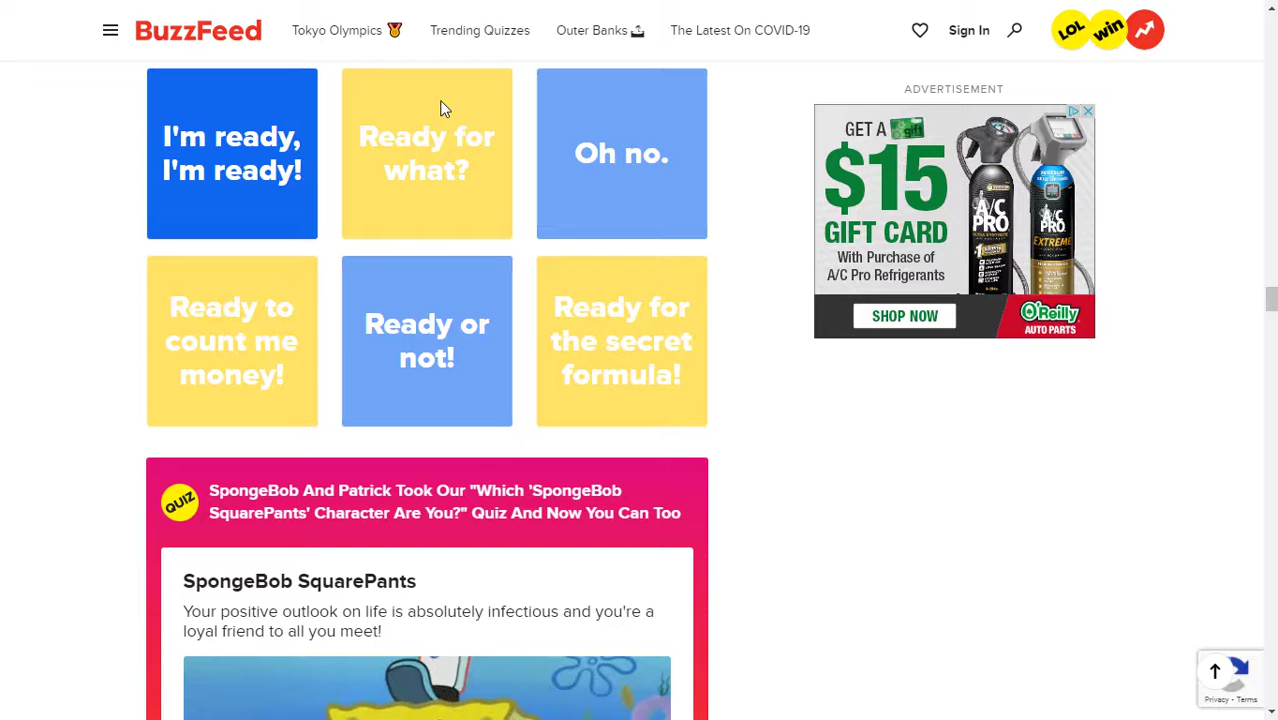 BuzzFeed
Tokyo Olympics
Trending Quizzes
Outer Banks
The Latest On COVID-19
Sign In
LOL
win
I'm ready,
I'm ready!
Ready for
what?
Oh no.
Ready to
count me
money!
Ready or
not!
Ready for
the secret
formula!
ADVERTISEMENT
GET A gift
$15
GIFT CARD
With Purchase of
A/C Pro Refrigerants
SHOP NOW
A/C
PRO
A/C
PRO
EXTREME
O'Reilly
AUTO PARTS
QUIZ
SpongeBob And Patrick Took Our "Which 'SpongeBob
SquarePants' Character Are You?" Quiz And Now You Can Too
SpongeBob SquarePants
Your positive outlook on life is absolutely infectious and you're a
loyal friend to all you meet!
Privacy - Terms